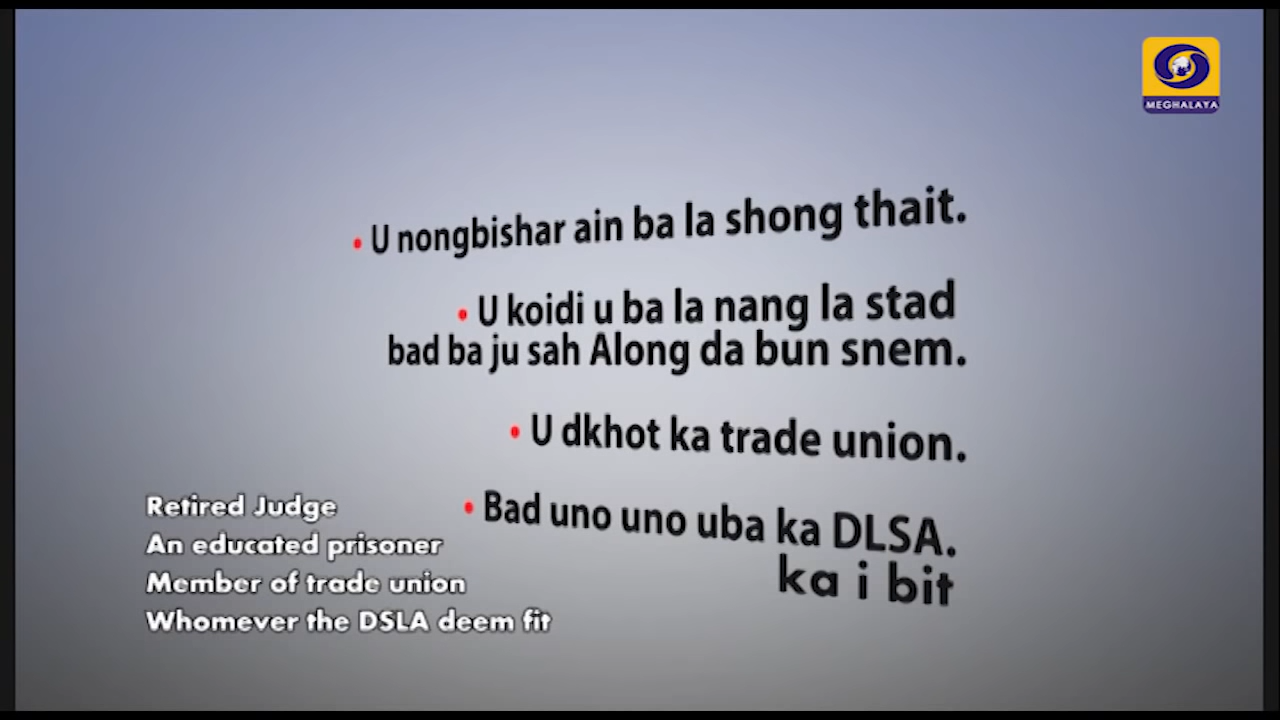 MEGHALAYA
• U nongbishar ain ba la shong thait.
• U koidi u ba la nang la stad
bad ba ju sah Along da bun snem.
• U dkhot ka trade union.
• Bad uno uno uba ka DLSA.
ka i bit
Retired Judge
An educated prisoner
Member of trade union
Whomever the DSLA deem fit